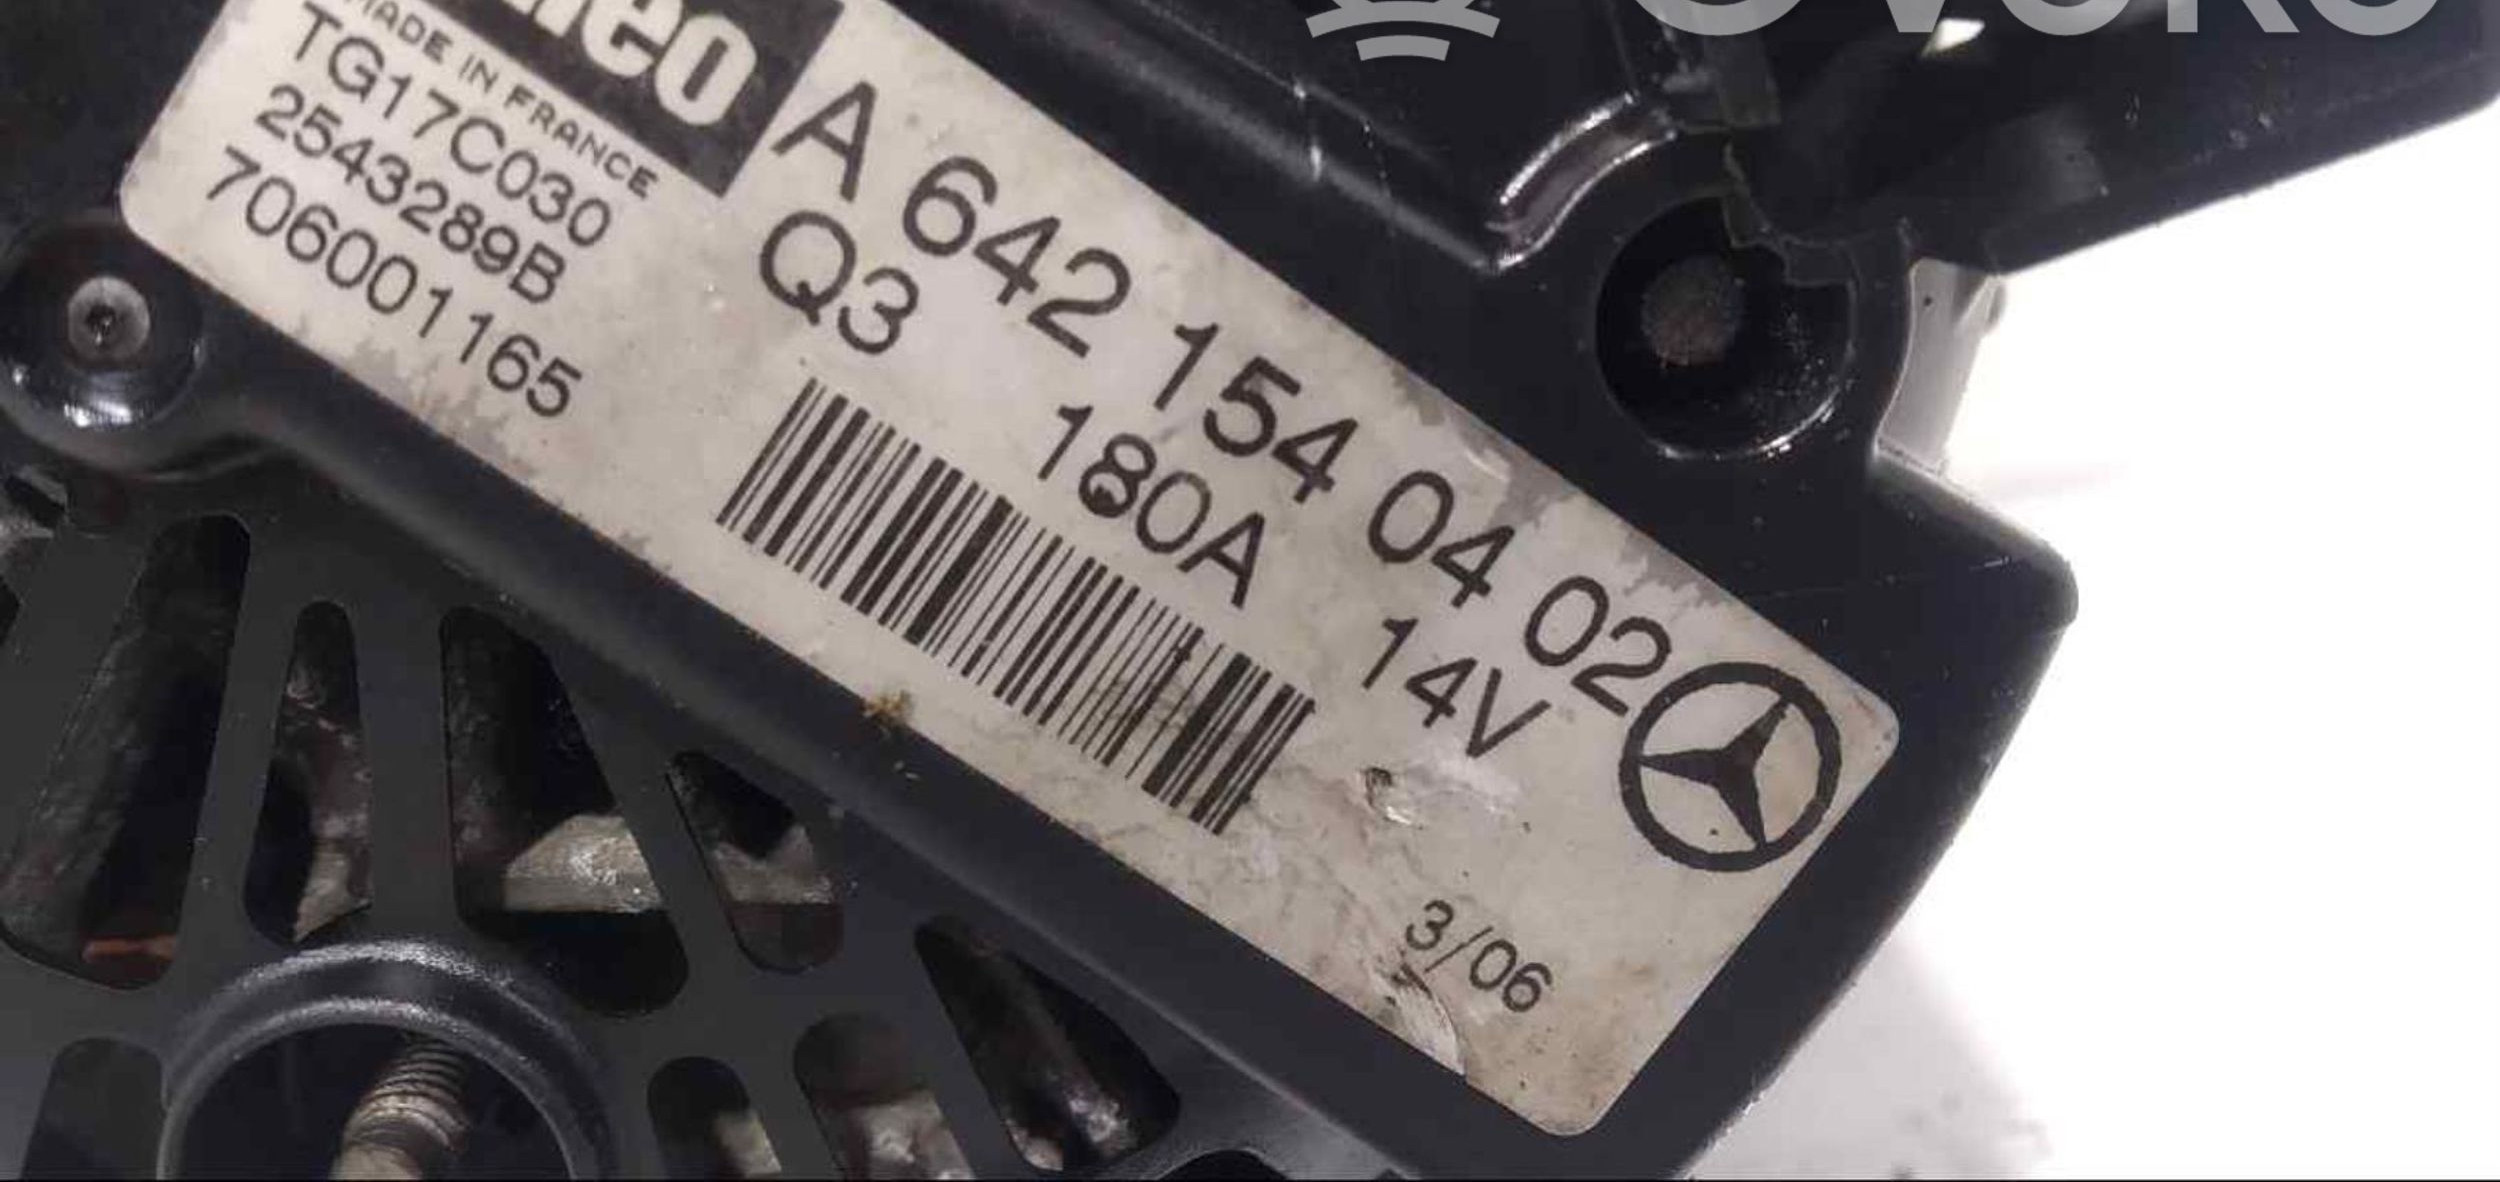 MADE IN FRANCE
TG17C030
2543289B
706001165
A 642 154 04 02
Q3 180A 14V
3/06